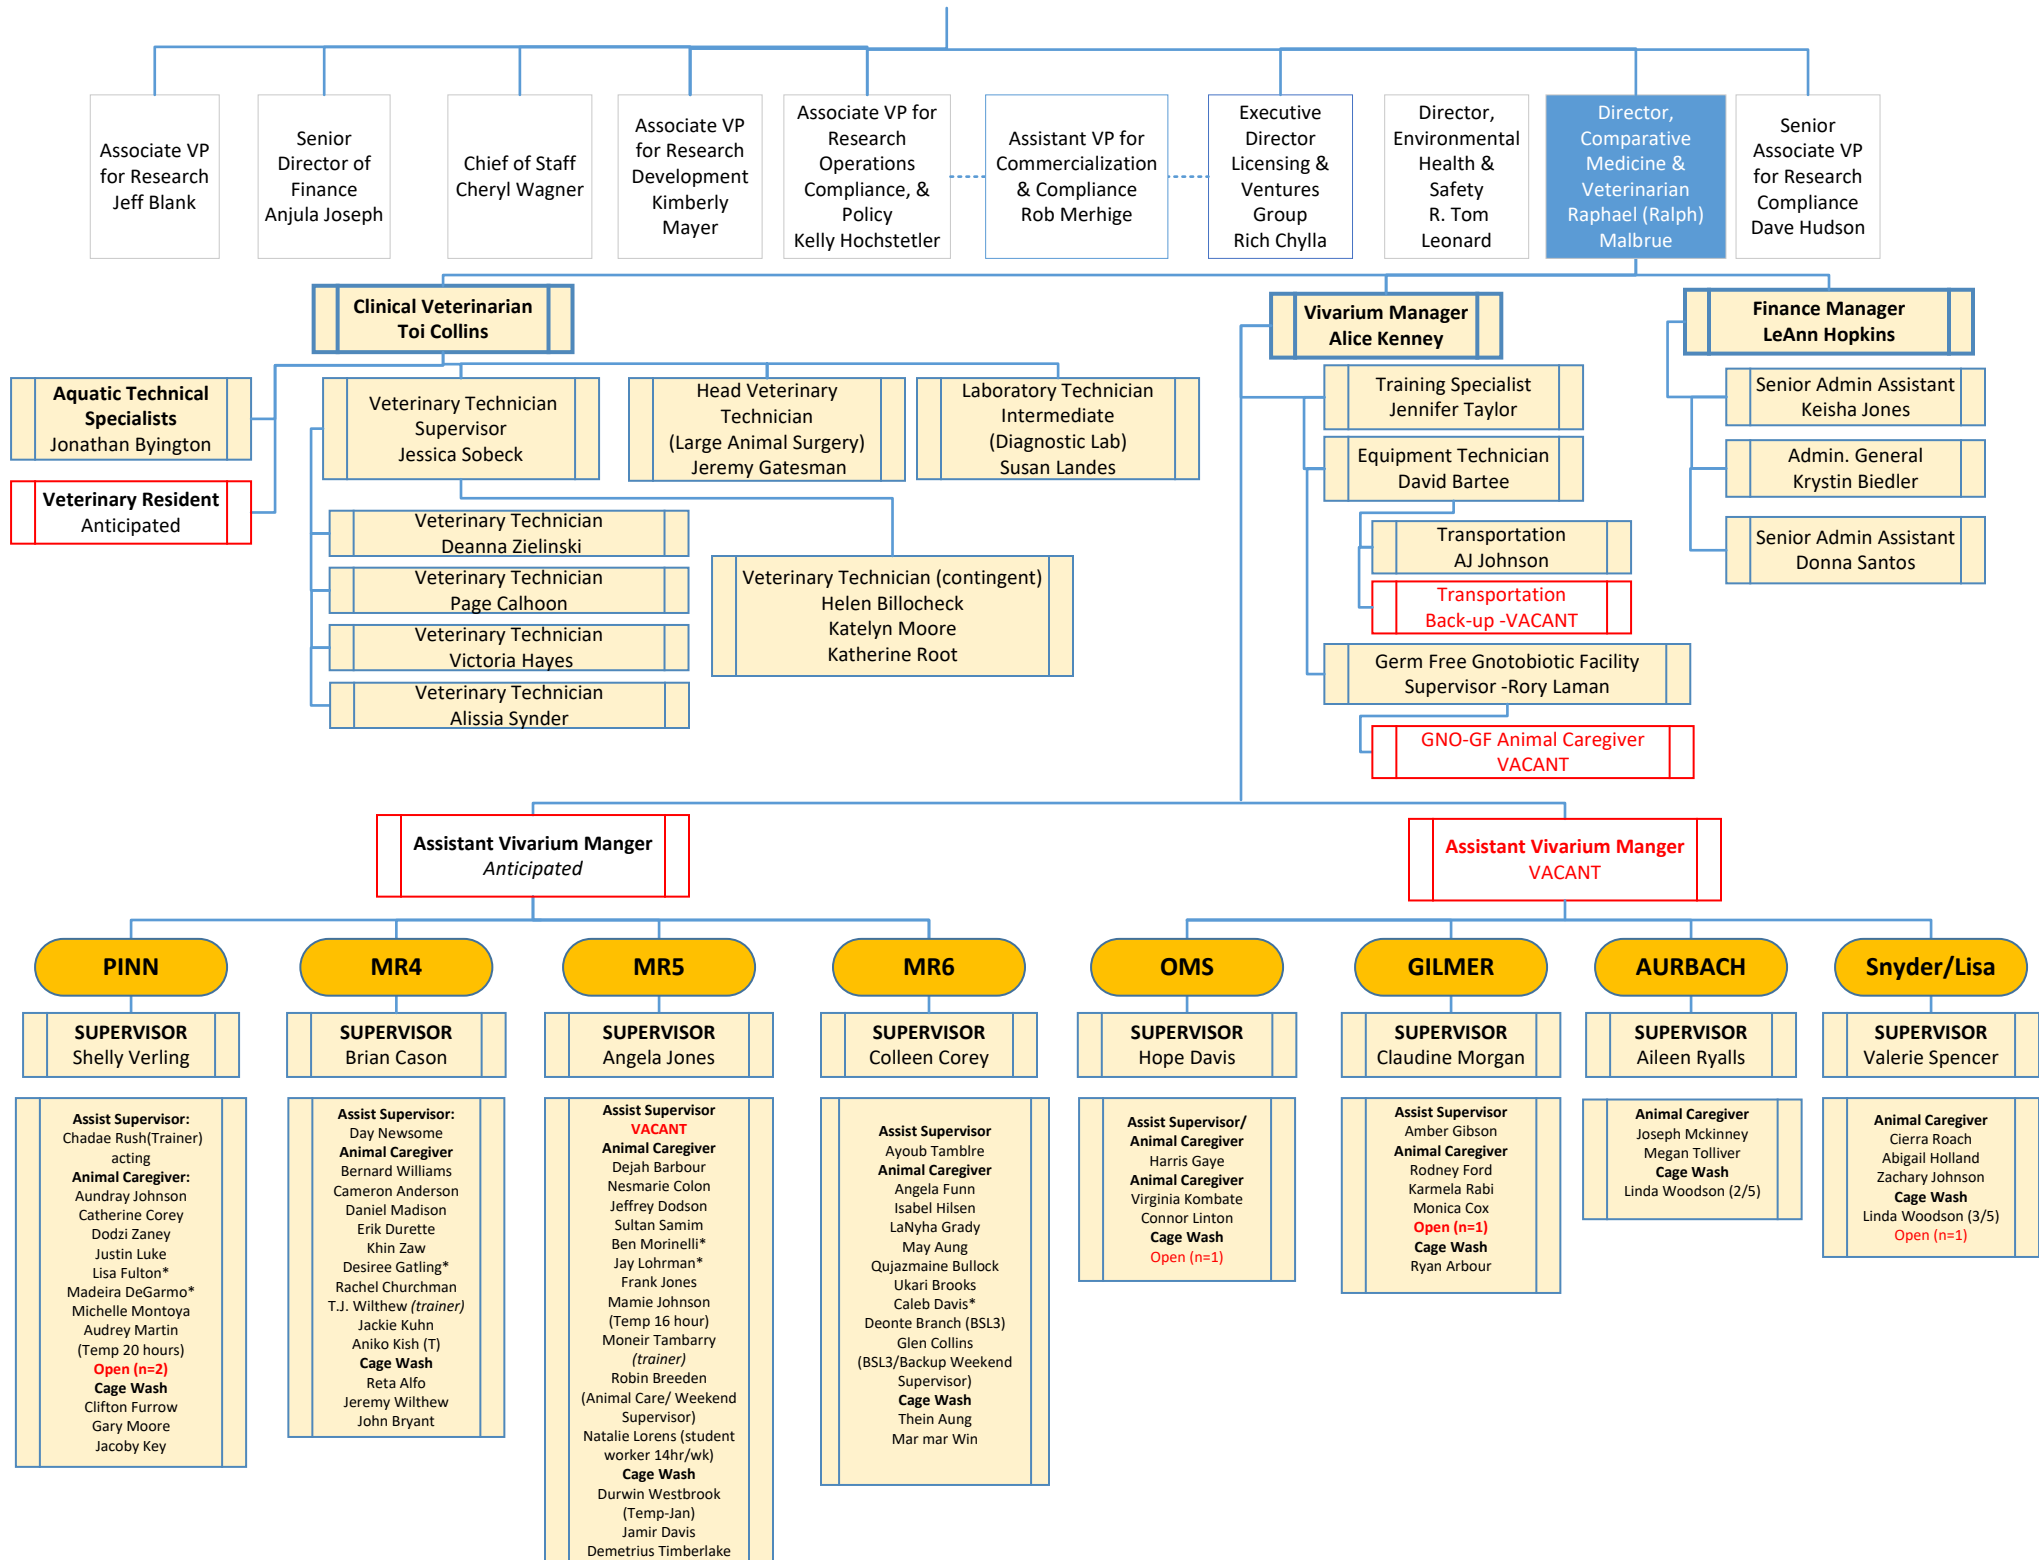 Associate VP
for Research
Jeff Blank
Senior
Director of
Finance
Anjula Joseph
Chief of Staff
Cheryl Wagner
Associate VP
for Research
Development
Kimberly
Mayer
Associate VP for
Research
Operations
Compliance, &
Policy
Kelly Hochstetler
Assistant VP for
Commercialization
& Compliance
Rob Merhige
Executive
Director
Licensing &
Ventures
Group
Rich Chylla
Director,
Environmental
Health &
Safety
R. Tom
Leonard
Director,
Comparative
Medicine &
Veterinarian
Raphael (Ralph)
Malbrue
Senior
Associate VP
for Research
Compliance
Dave Hudson
Clinical Veterinarian
Toi Collins
Vivarium Manager
Alice Kenney
Finance Manager
LeAnn Hopkins
Aquatic Technical
Specialists
Jonathan Byington
Veterinary Resident
Anticipated
Veterinary Technician
Supervisor
Jessica Sobeck
Head Veterinary
Technician
(Large Animal Surgery)
Jeremy Gatesman
Laboratory Technician
Intermediate
(Diagnostic Lab)
Susan Landes
Veterinary Technician
Deanna Zielinski
Veterinary Technician
Page Calhoon
Veterinary Technician
Victoria Hayes
Veterinary Technician
Alissia Synder
Veterinary Technician (contingent)
Helen Billocheck
Katelyn Moore
Katherine Root
Training Specialist
Jennifer Taylor
Equipment Technician
David Bartee
Transportation
AJ Johnson
Transportation
Back-up -VACANT
Germ Free Gnotobiotic Facility
Supervisor -Rory Laman
GNO-GF Animal Caregiver
VACANT
Senior Admin Assistant
Keisha Jones
Admin. General
Krystin Biedler
Senior Admin Assistant
Donna Santos
Assistant Vivarium Manger
Anticipated
Assistant Vivarium Manger
VACANT
PINN
SUPERVISOR
Shelly Verling
Assist Supervisor:
Chadae Rush(Trainer)
acting
Animal Caregiver:
Aundray Johnson
Catherine Corey
Dodzi Zaney
Justin Luke
Lisa Fulton*
Madeira DeGarmo*
Michelle Montoya
Audrey Martin
(Temp 20 hours)
Open (n=2)
Cage Wash
Clifton Furrow
Gary Moore
Jacoby Key
MR4
SUPERVISOR
Brian Cason
Assist Supervisor:
Day Newsome
Animal Caregiver
Bernard Williams
Cameron Anderson
Daniel Madison
Erik Durette
Khin Zaw
Desiree Gatling*
Rachel Churchman
T.J. Wilthew (trainer)
Jackie Kuhn
Aniko Kish (T)
Cage Wash
Reta Alfo
Jeremy Wilthew
John Bryant
MR5
SUPERVISOR
Angela Jones
Assist Supervisor
VACANT
Animal Caregiver
Dejah Barbour
Nesmarie Colon
Jeffrey Dodson
Sultan Samim
Ben Morinelli*
Jay Lohrman*
Frank Jones
Mamie Johnson
(Temp 16 hour)
Moneir Tambarry
(trainer)
Robin Breeden
(Animal Care/ Weekend
Supervisor)
Natalie Lorens (student
worker 14hr/wk)
Cage Wash
Durwin Westbrook
(Temp-Jan)
Jamir Davis
Demetrius Timberlake
MR6
SUPERVISOR
Colleen Corey
Assist Supervisor
Ayoub Tamblre
Animal Caregiver
Angela Funn
Isabel Hilsen
LaNyha Grady
May Aung
Qujazmaine Bullock
Ukari Brooks
Caleb Davis*
Deonte Branch (BSL3)
Glen Collins
(BSL3/Backup Weekend
Supervisor)
Cage Wash
Thein Aung
Mar mar Win
OMS
SUPERVISOR
Hope Davis
Assist Supervisor/
Animal Caregiver
Harris Gaye
Animal Caregiver
Virginia Kombate
Connor Linton
Cage Wash
Open (n=1)
GILMER
SUPERVISOR
Claudine Morgan
Assist Supervisor
Amber Gibson
Animal Caregiver
Rodney Ford
Karmela Rabi
Monica Cox
Open (n=1)
Cage Wash
Ryan Arbour
AURBACH
SUPERVISOR
Aileen Ryalls
Animal Caregiver
Joseph Mckinney
Megan Tolliver
Cage Wash
Linda Woodson (2/5)
Snyder/Lisa
SUPERVISOR
Valerie Spencer
Animal Caregiver
Cierra Roach
Abigail Holland
Zachary Johnson
Cage Wash
Linda Woodson (3/5)
Open (n=1)